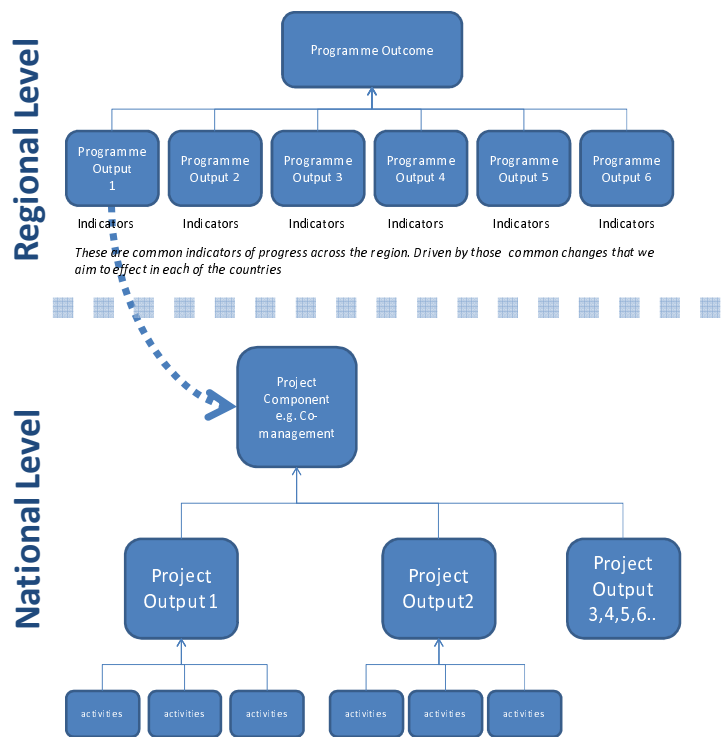 Regional Level
Programme Outcome
Programme
Output
1
Programme
Output 2
Programme
Output 3
Programme
Output 4
Programme
Output 5
Programme
Output 6
Indicators
Indicators
Indicators
Indicators
Indicators
Indicators
These are common indicators of progress across the region. Driven by those common changes that we
aim to effect in each of the countries
National Level
Project
Component
e.g. Co-
management
Project
Output 1
Project
Output2
Project
Output
3,4,5,6..
activities
activities
activities
activities
activities
activities